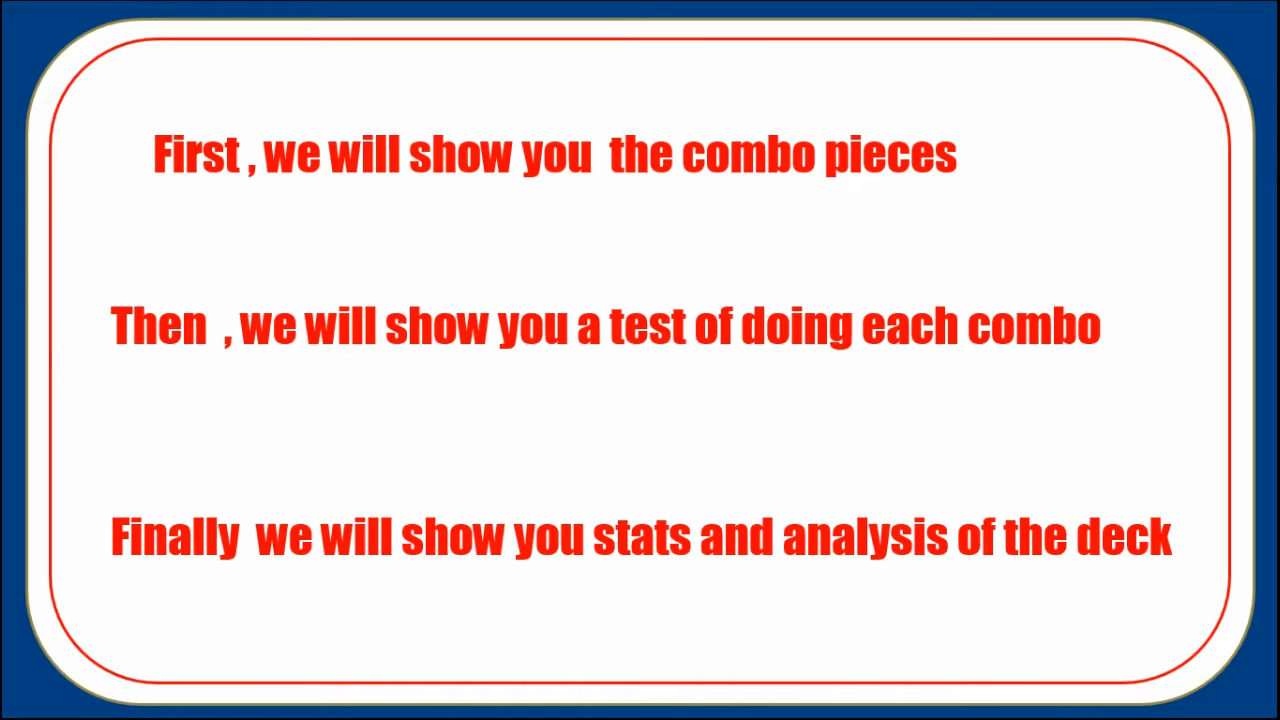 First , we will show you  the combo pieces
Then  , we will show you a test of doing each combo
Finally  we will show you stats and analysis of the deck